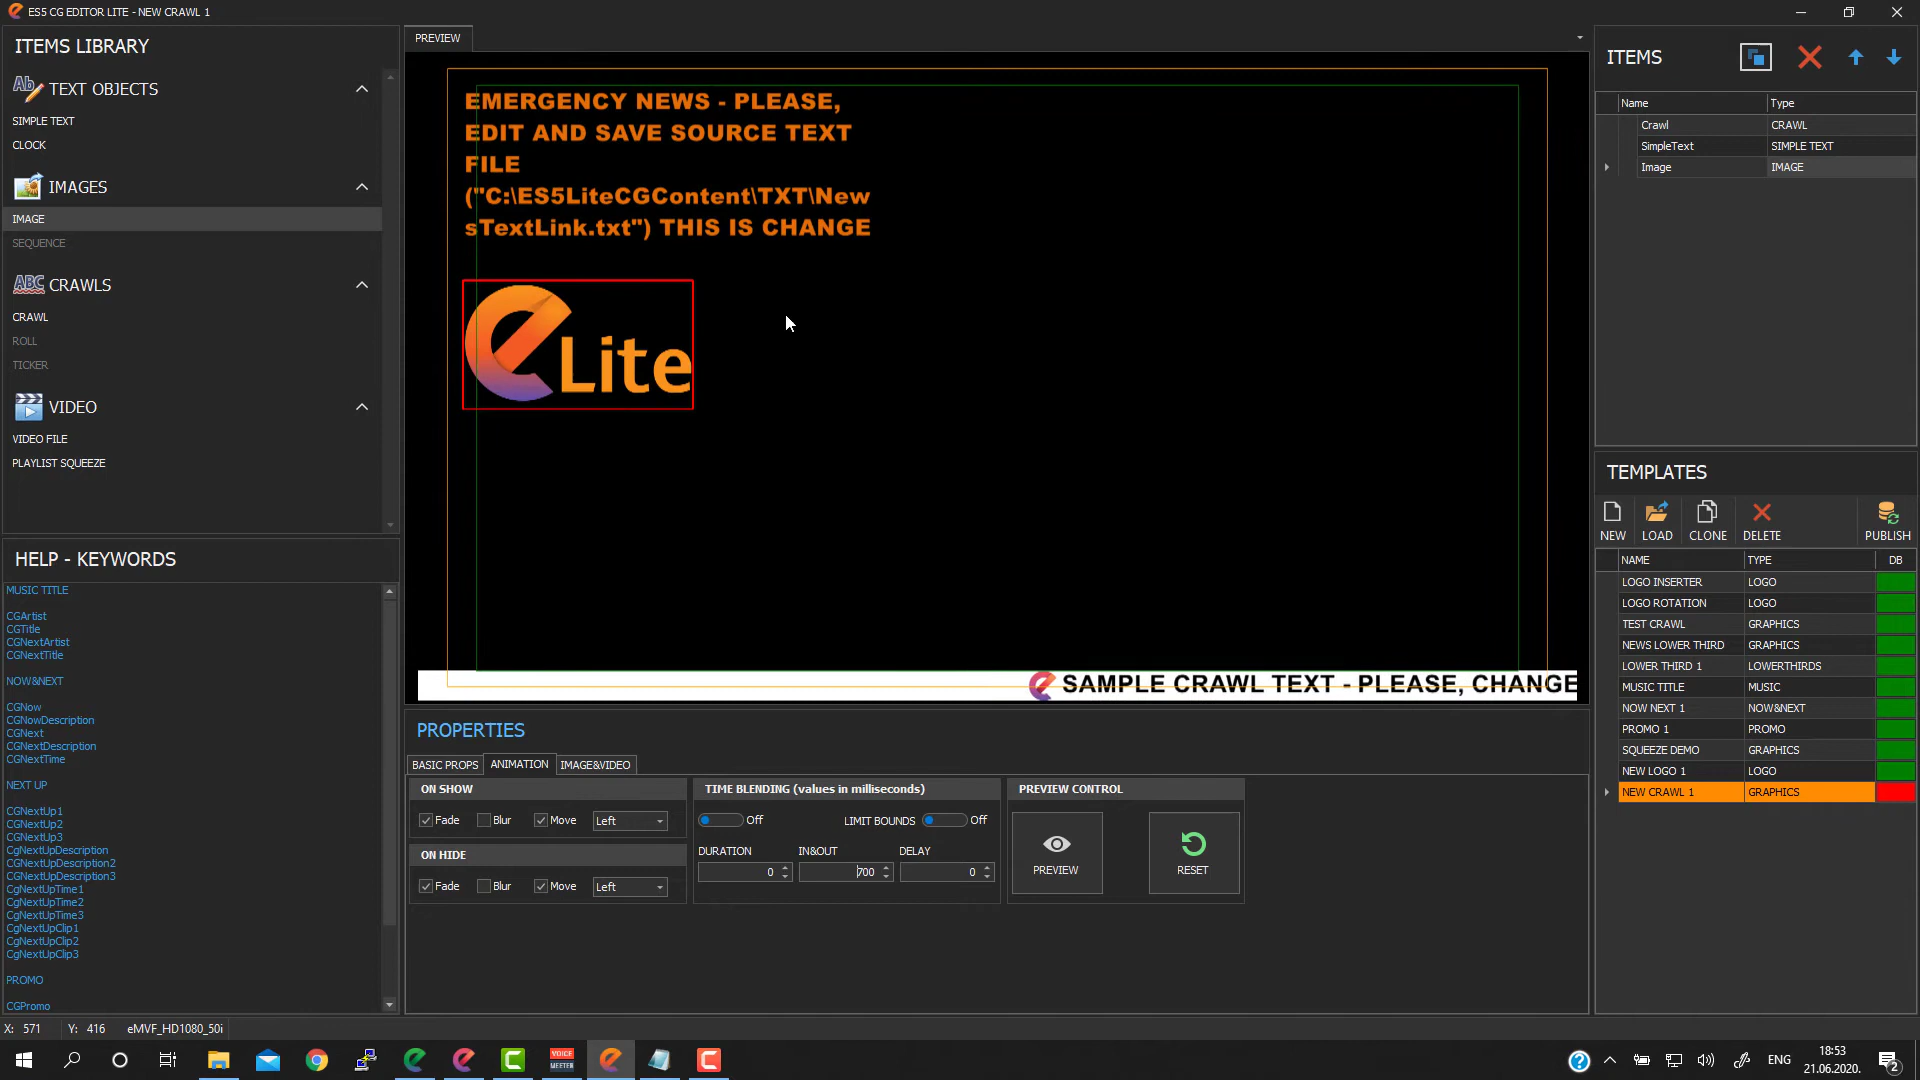 ES5 CG EDITOR LITE - NEW CRAWL 1
ITEMS LIBRARY
TEXT OBJECTS
SIMPLE TEXT
CLOCK
IMAGES
IMAGE
SEQUENCE
CRAWLS
CRAWL
ROLL
TICKER
VIDEO
VIDEO FILE
PLAYLIST SQUEEZE
HELP - KEYWORDS
MUSIC TITLE
CGArtist
CGTitle
CGNextArtist
CGNextTitle
NOW&NEXT
CGNow
CGNowDescription
CGNext
CGNextDescription
CGNextTime
NEXT UP
CGNextUp1
CGNextUp2
CGNextUp3
CgNextUpDescription
CGNextUpDescription2
CgNextUpDescription3
CgNextUpTime1
CgNextUpTime2
CgNextUpTime3
CgNextUpClip1
CgNextUpClip2
CgNextUpClip3
PROMO
CGPromo
PREVIEW
EMERGENCY NEWS - PLEASE,
EDIT AND SAVE SOURCE TEXT
FILE
("C:\ES5LiteCGContent\TXT\New
sTextLink.txt") THIS IS CHANGE
eLite
SAMPLE CRAWL TEXT - PLEASE, CHANGE
PROPERTIES
BASIC PROPS ANIMATION IMAGE&VIDEO
ON SHOW
Fade Blur Move Left
ON HIDE
Fade Blur Move Left
TIME BLENDING (values in milliseconds)
Off LIMIT BOUNDS Off
DURATION IN&OUT DELAY
0 700 0
PREVIEW CONTROL
PREVIEW RESET
ITEMS
Name Type
Crawl CRAWL
SimpleText SIMPLE TEXT
Image IMAGE
TEMPLATES
NEW LOAD CLONE DELETE PUBLISH
NAME TYPE DB
LOGO INSERTER LOGO
LOGO ROTATION LOGO
TEST CRAWL GRAPHICS
NEWS LOWER THIRD GRAPHICS
LOWER THIRD 1 LOWERTHIRDS
MUSIC TITLE MUSIC
NOW NEXT 1 NOW&NEXT
PROMO 1 PROMO
SQUEEZE DEMO GRAPHICS
NEW LOGO 1 LOGO
NEW CRAWL 1 GRAPHICS
X: 571 Y: 416 eMVF_HD1080_50i
VOICE
MEETER
ENG
18:53
21.06.2020.
2